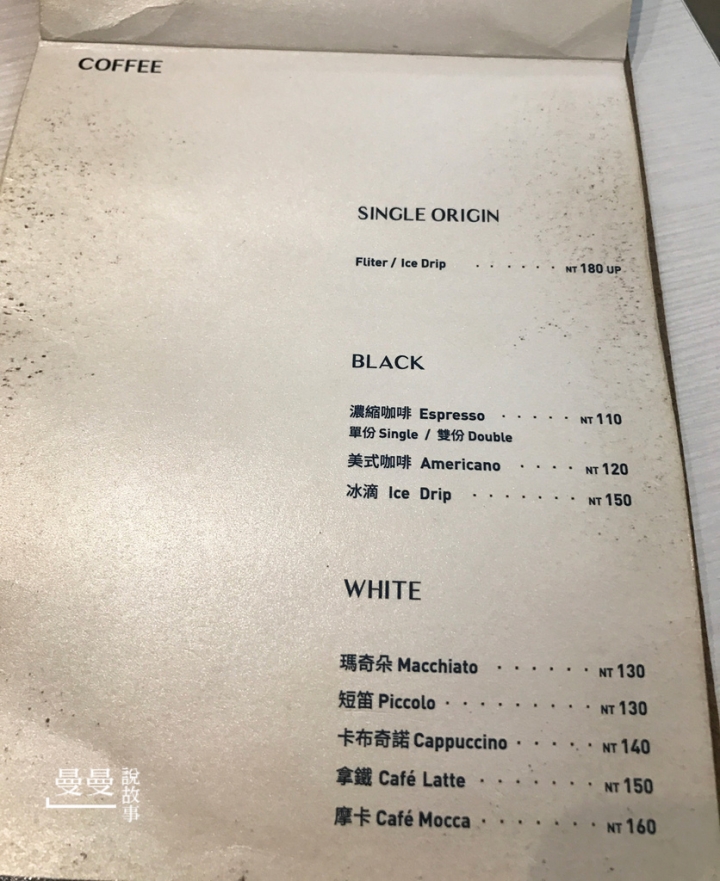 COFFEE
SINGLE ORIGIN
Fliter / Ice Drip · · · · · · NT 180 UP
BLACK
濃縮咖啡 Espresso · · · · · NT 110
單份 Single / 雙份 Double
美式咖啡 Americano · · · · NT 120
冰滴 Ice Drip · · · · · · · NT 150
WHITE
瑪奇朵 Macchiato · · · · · · NT 130
短笛 Piccolo · · · · · · · · · NT 130
卡布奇諾 Cappuccino · · · · · NT 140
拿鐵 Café Latte · · · · · · · NT 150
摩卡 Café Mocca · · · · · · · NT 160
曼曼說故事